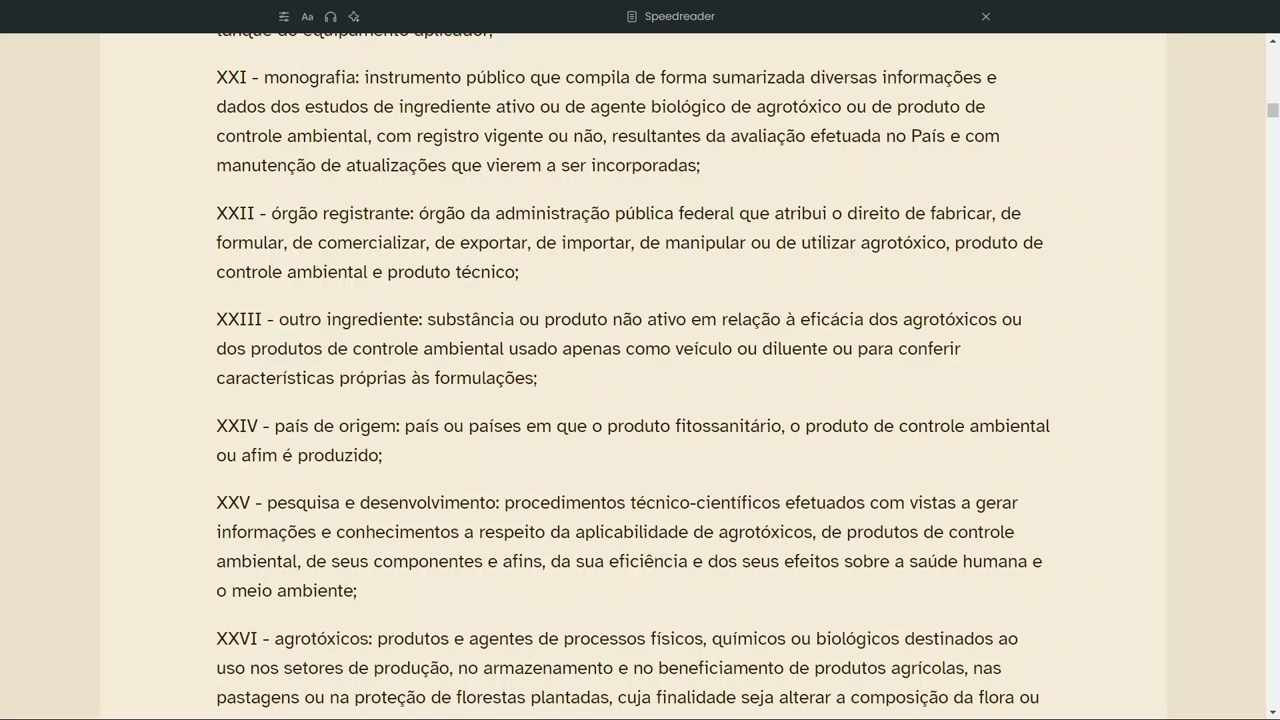 Aa
Speedreader
tanque do equipamento aplicador;
XXI - monografia: instrumento público que compila de forma sumarizada diversas informações e
dados dos estudos de ingrediente ativo ou de agente biológico de agrotóxico ou de produto de
controle ambiental, com registro vigente ou não, resultantes da avaliação efetuada no País e com
manutenção de atualizações que vierem a ser incorporadas;
XXII - órgão registrante: órgão da administração pública federal que atribui o direito de fabricar, de
formular, de comercializar, de exportar, de importar, de manipular ou de utilizar agrotóxico, produto de
controle ambiental e produto técnico;
XXIII - outro ingrediente: substância ou produto não ativo em relação à eficácia dos agrotóxicos ou
dos produtos de controle ambiental usado apenas como veículo ou diluente ou para conferir
características próprias às formulações;
XXIV - país de origem: país ou países em que o produto fitossanitário, o produto de controle ambiental
ou afim é produzido;
XXV - pesquisa e desenvolvimento: procedimentos técnico-científicos efetuados com vistas a gerar
informações e conhecimentos a respeito da aplicabilidade de agrotóxicos, de produtos de controle
ambiental, de seus componentes e afins, da sua eficiência e dos seus efeitos sobre a saúde humana e
o meio ambiente;
XXVI - agrotóxicos: produtos e agentes de processos físicos, químicos ou biológicos destinados ao
uso nos setores de produção, no armazenamento e no beneficiamento de produtos agrícolas, nas
pastagens ou na proteção de florestas plantadas, cuja finalidade seja alterar a composição da flora ou